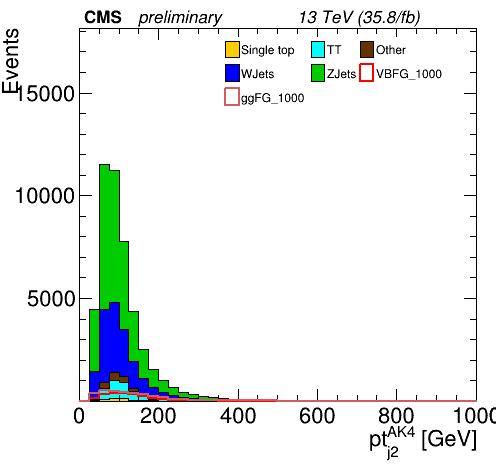 CMS preliminary 13 TeV (35.8/fb)
Events
Single top TT Other
WJets ZJets VBFG_1000
ggFG_1000
15000
10000
5000
0 200 400 600 800 1000
pt_{j2}^{AK4} [GeV]